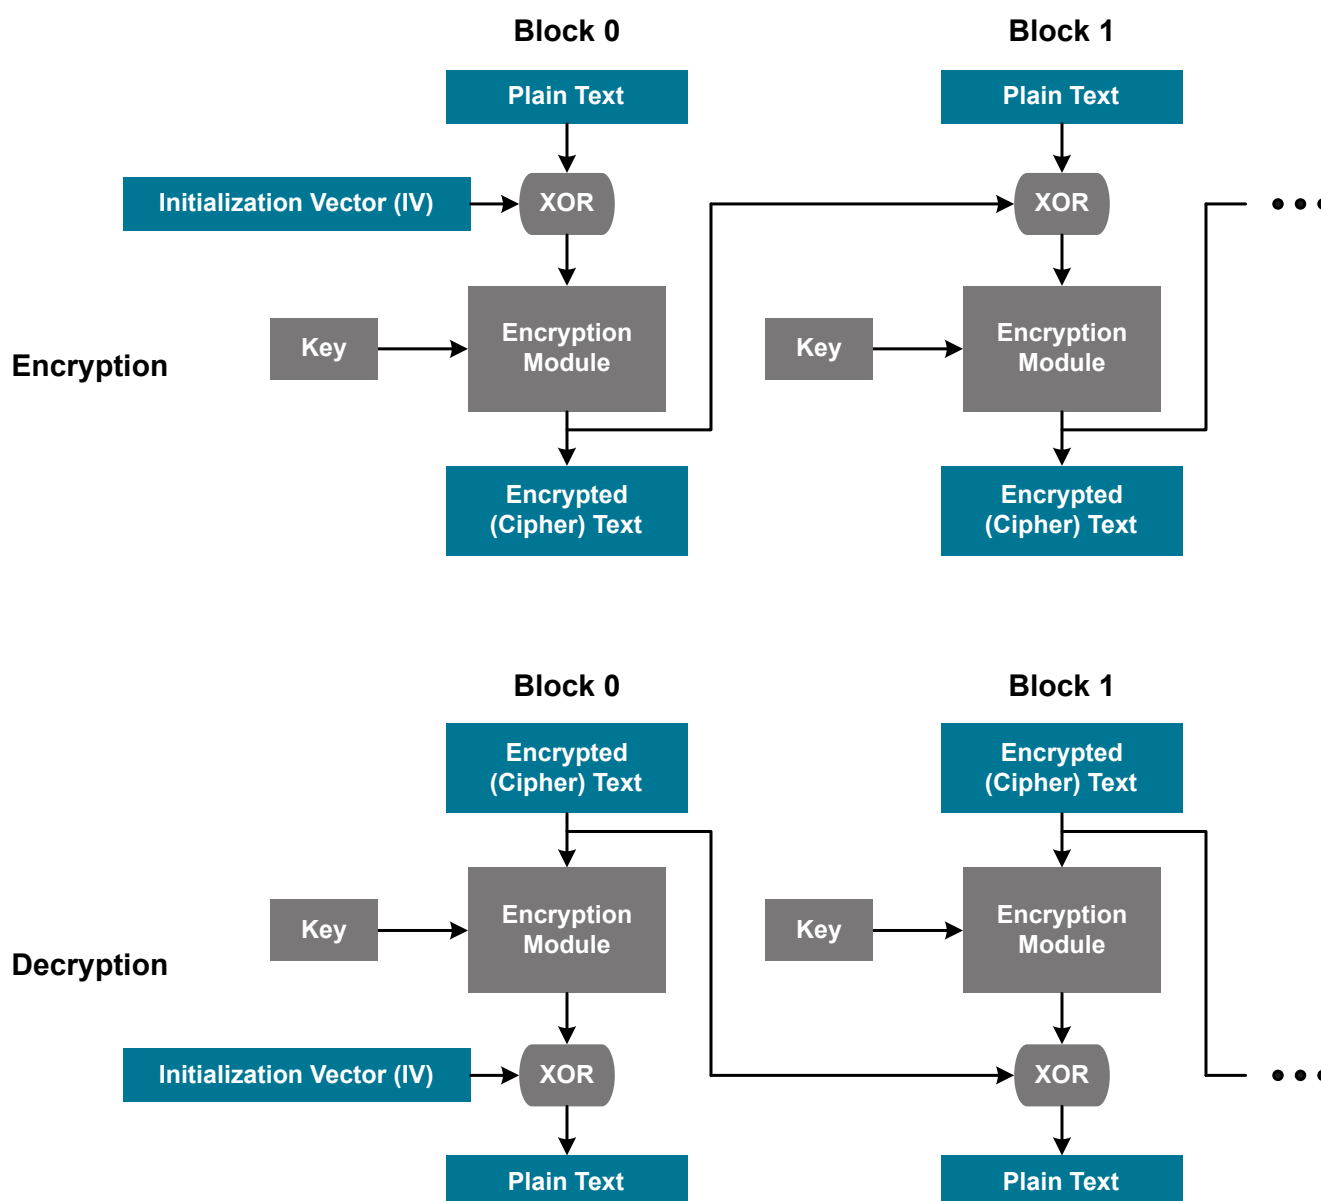 Block 0
Block 1
Plain Text
Plain Text
Initialization Vector (IV)
XOR
XOR
Encryption
Key
Encryption
Module
Key
Encryption
Module
Encrypted
(Cipher) Text
Encrypted
(Cipher) Text
Block 0
Block 1
Encrypted
(Cipher) Text
Encrypted
(Cipher) Text
Decryption
Key
Encryption
Module
Key
Encryption
Module
Initialization Vector (IV)
XOR
XOR
Plain Text
Plain Text